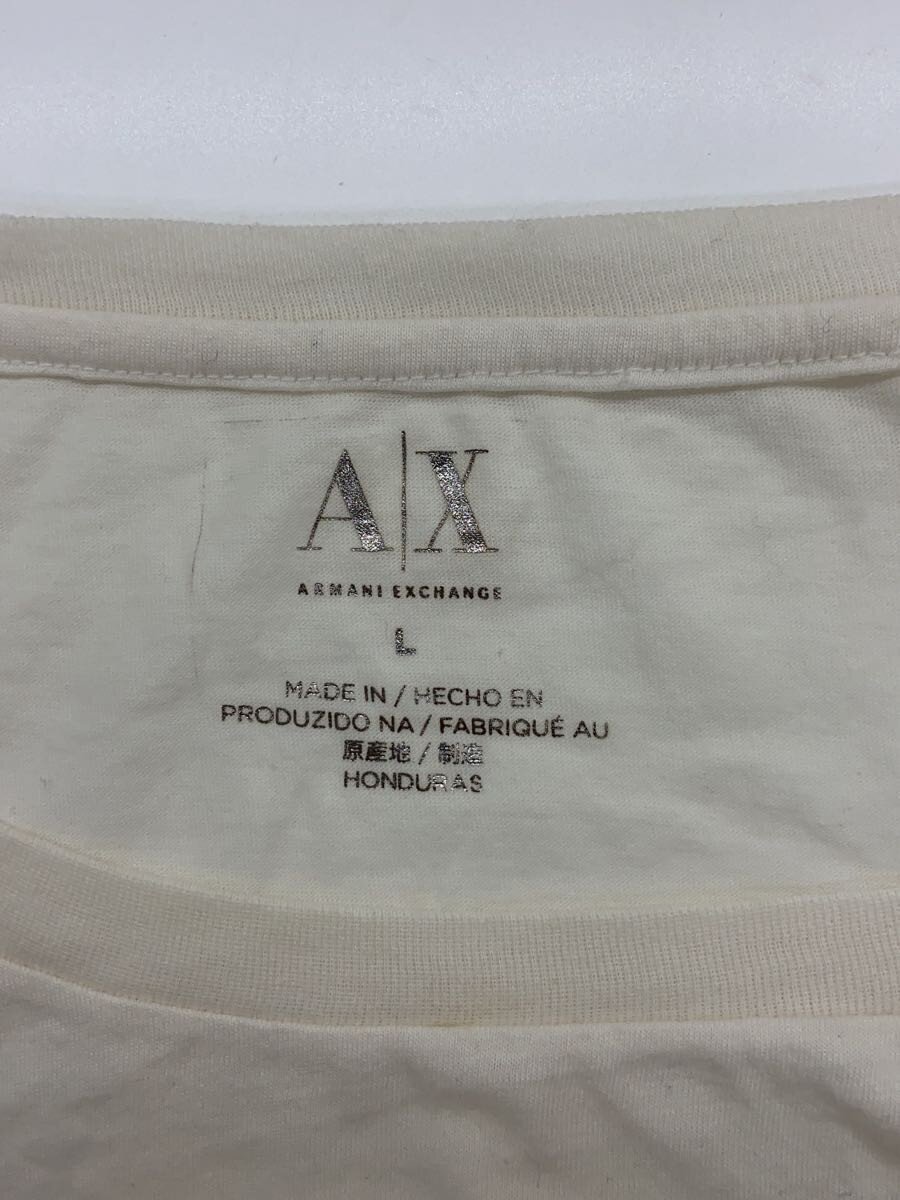 A|X
ARMANI EXCHANGE
L
MADE IN / HECHO EN
PRODUZIDO NA / FABRIQUÉ AU
原産地 / 制造
HONDURAS